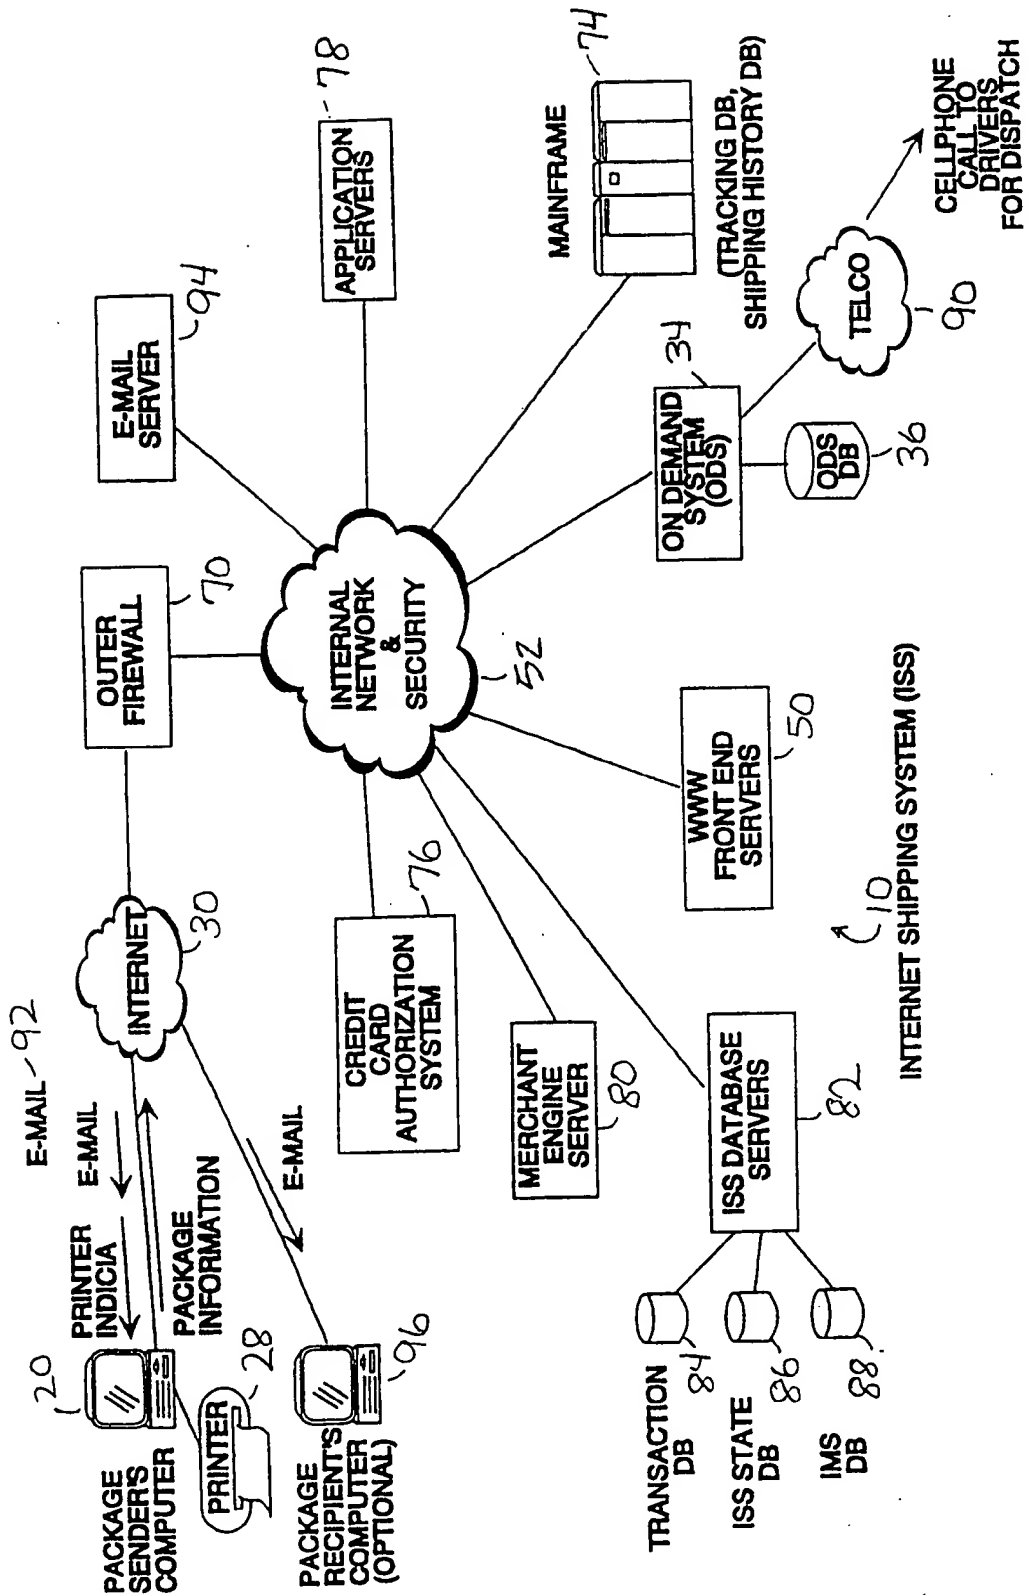 E-MAIL 92
20
PRINTER
INDICIA
E-MAIL
PACKAGE
SENDER'S
COMPUTER
PACKAGE
INFORMATION
INTERNET
30
PRINTER
28
E-MAIL
PACKAGE
RECIPIENT'S
COMPUTER
(OPTIONAL)
96
OUTER
FIREWALL
70
E-MAIL
SERVER
94
APPLICATION
SERVERS
78
INTERNAL
NETWORK
&
SECURITY
52
CREDIT
CARD
AUTHORIZATION
SYSTEM
76
MERCHANT
ENGINE
SERVER
80
MAINFRAME
74
(TRACKING DB,
SHIPPING HISTORY DB)
ON DEMAND
SYSTEM
(ODS)
34
ODS
DB
36
TELCO
90
CELLPHONE
CALL TO
DRIVERS
FOR DISPATCH
WWW
FRONT END
SERVERS
50
ISS DATABASE
SERVERS
82
TRANSACTION
DB
84
ISS STATE
DB
86
IMS
DB
88
10
INTERNET SHIPPING SYSTEM (ISS)